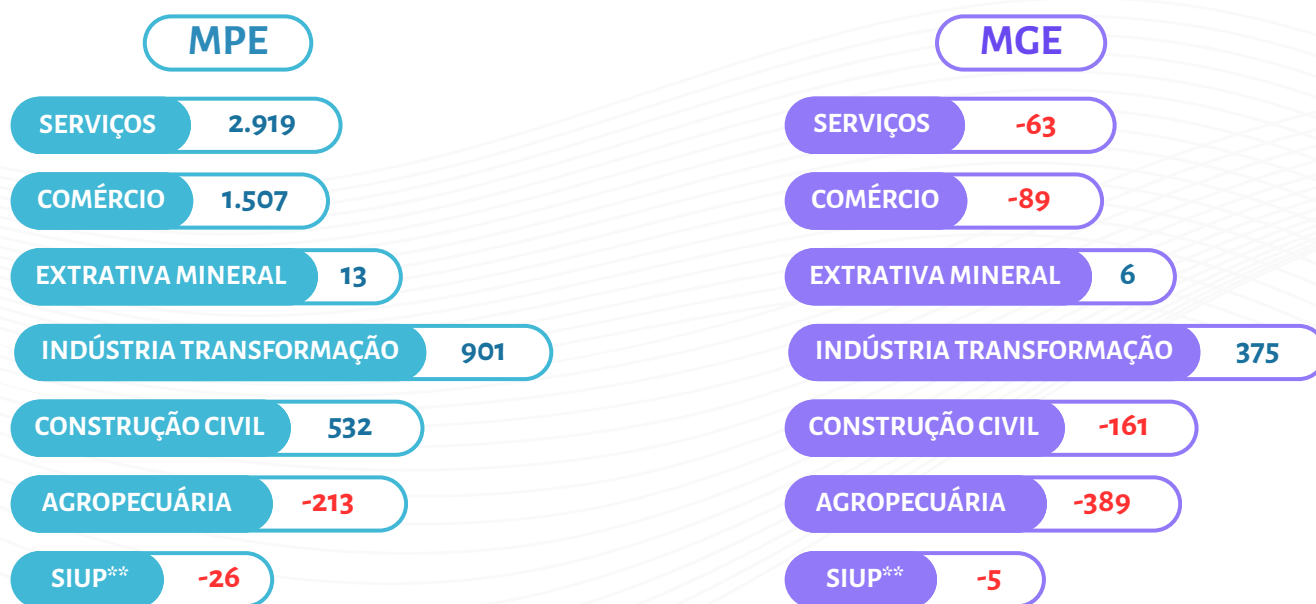 MPE
SERVIÇOS 2.919
COMÉRCIO 1.507
EXTRATIVA MINERAL 13
INDÚSTRIA TRANSFORMAÇÃO 901
CONSTRUÇÃO CIVIL 532
AGROPECUÁRIA -213
SIUP** -26
MGE
SERVIÇOS -63
COMÉRCIO -89
EXTRATIVA MINERAL 6
INDÚSTRIA TRANSFORMAÇÃO 375
CONSTRUÇÃO CIVIL -161
AGROPECUÁRIA -389
SIUP** -5